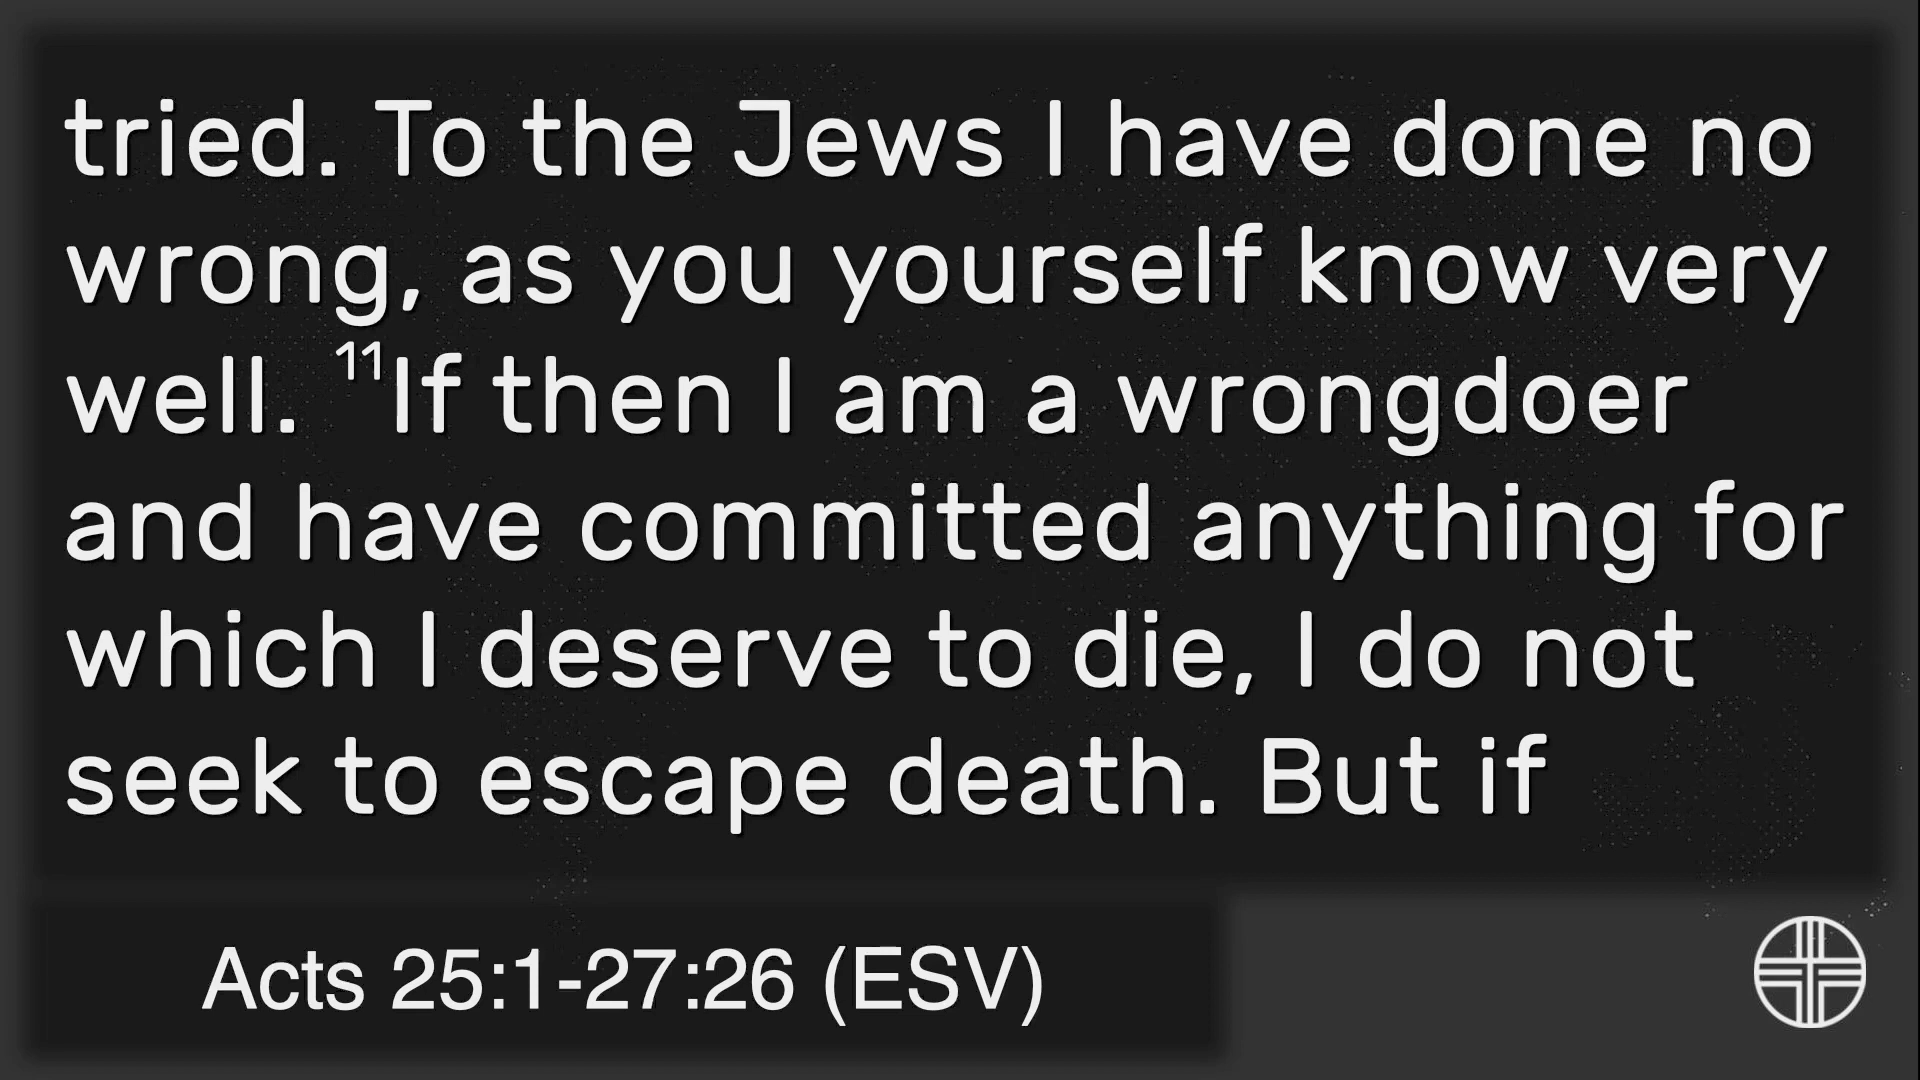 tried. To the Jews I have done no
wrong, as you yourself know very
well. ¹¹If then I am a wrongdoer
and have committed anything for
which I deserve to die, I do not
seek to escape death. But if
Acts 25:1-27:26 (ESV)